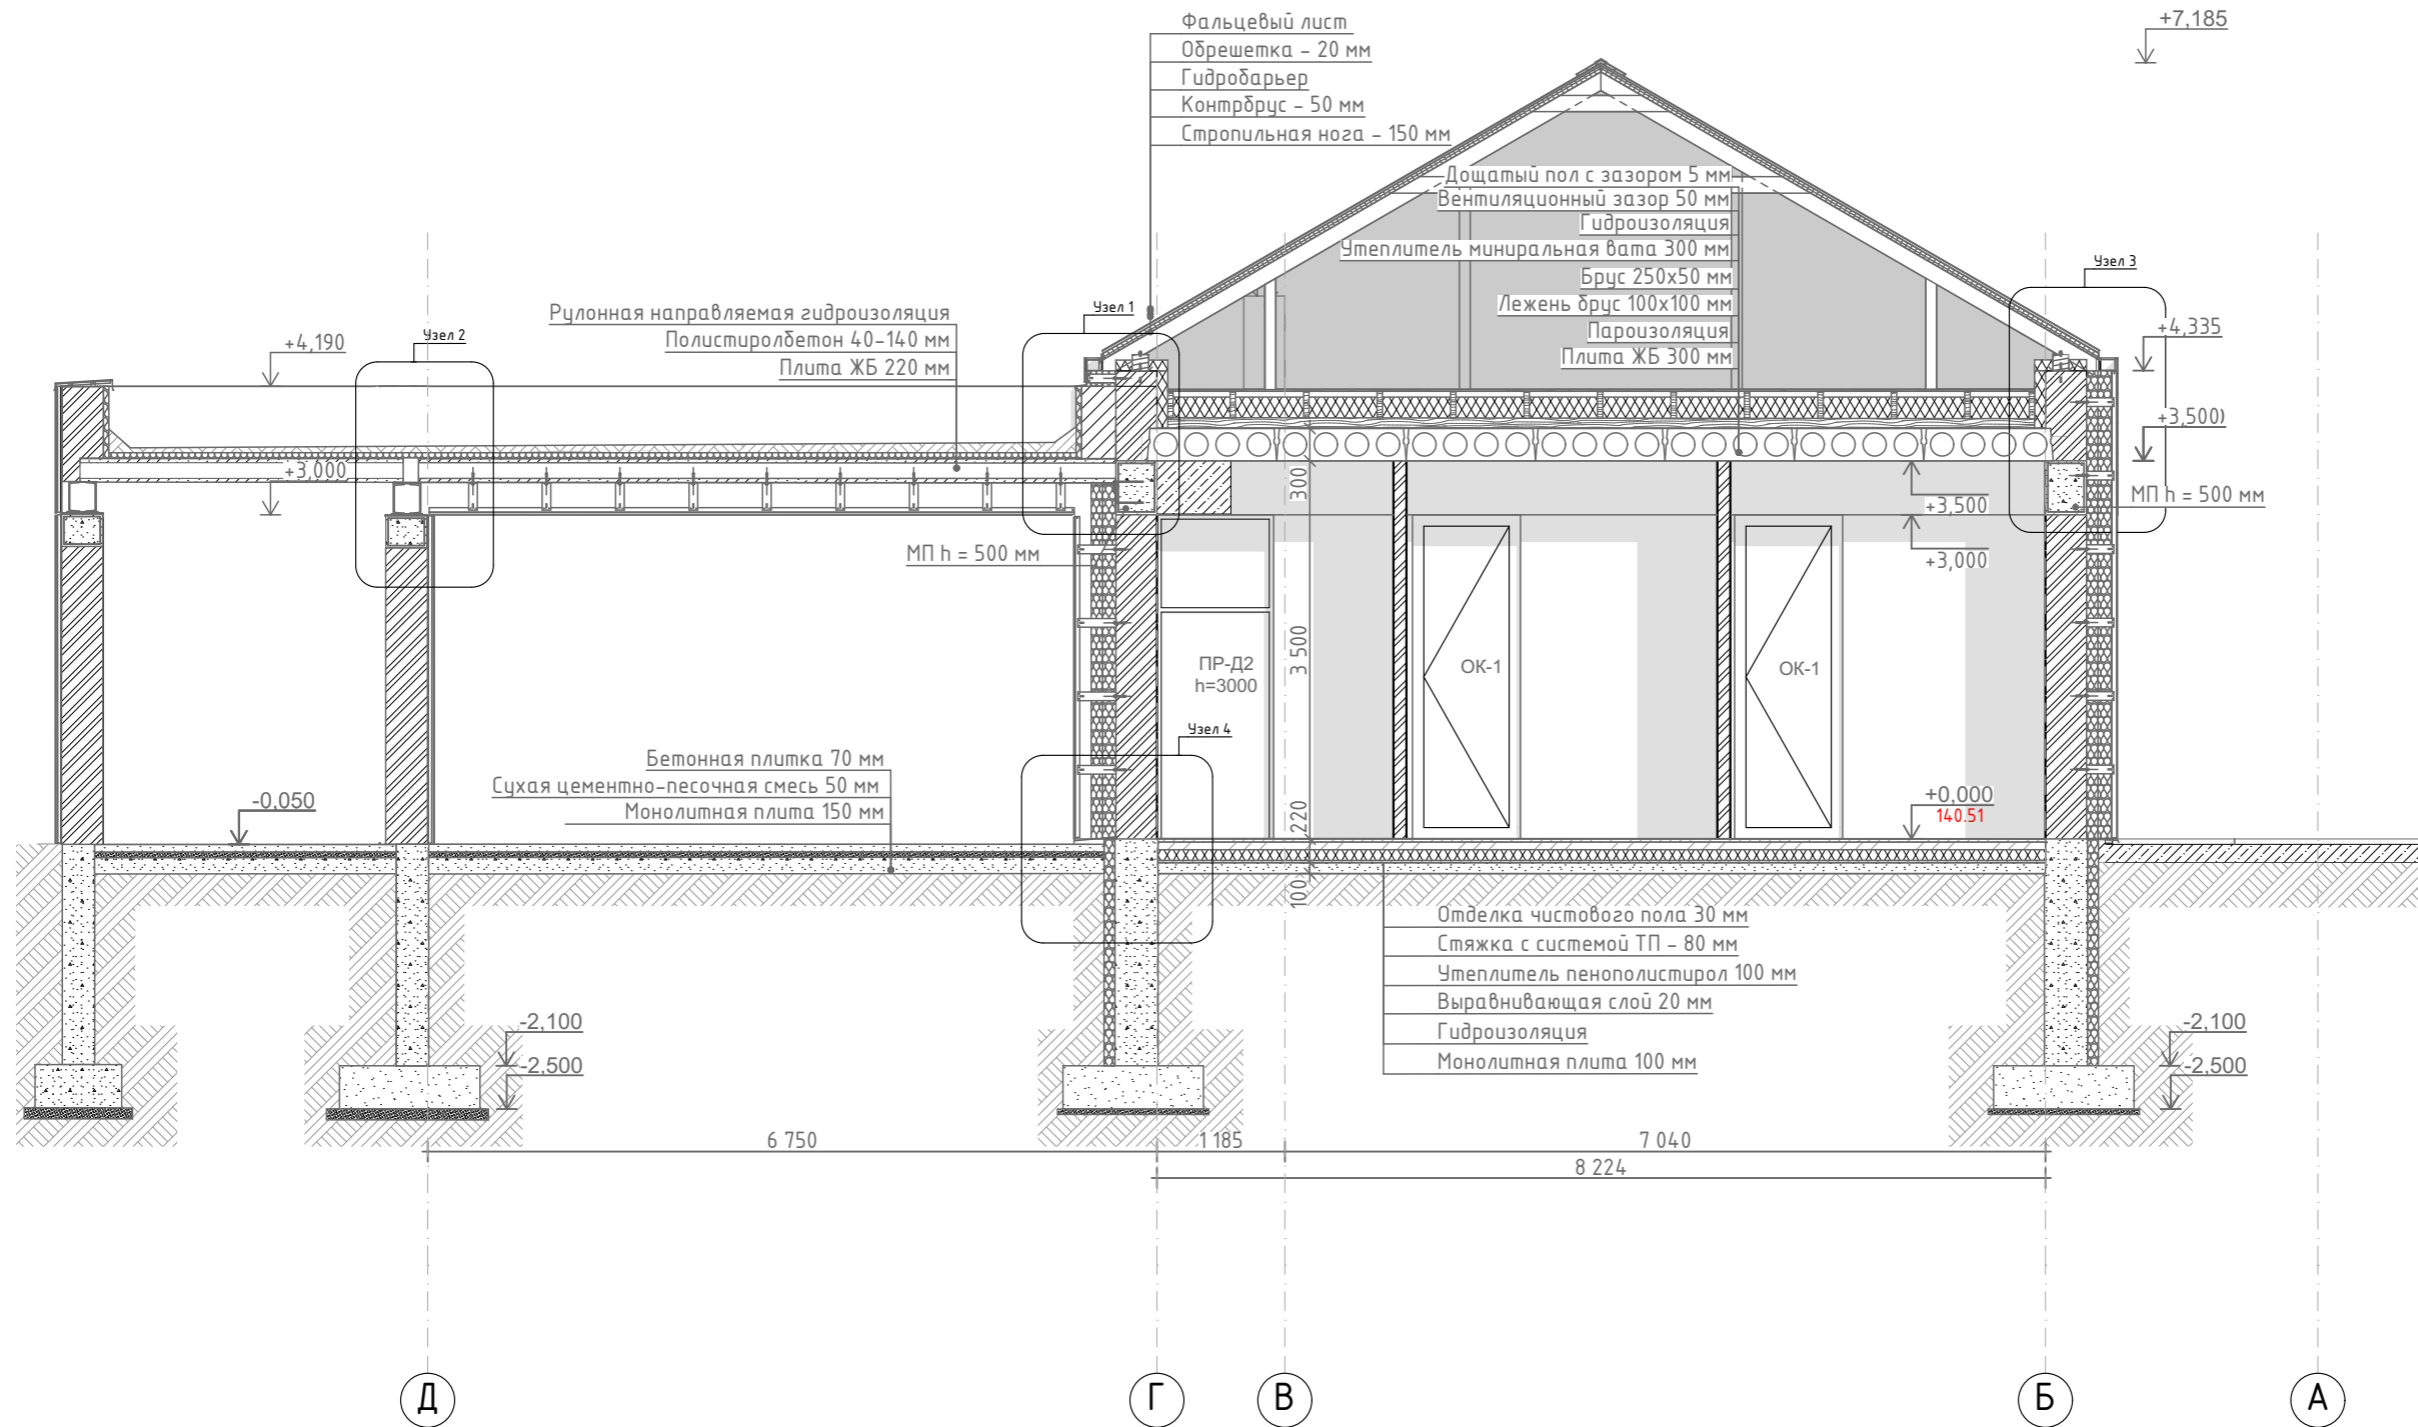 Фальцевый лист
Обрешетка - 20 мм
Гидробарьер
Контрбрус - 50 мм
Стропильная нога - 150 мм
+7,185
Дощатый пол с зазором 5 мм
Вентиляционный зазор 50 мм
Гидроизоляция
Утеплитель миниральная вата 300 мм
Брус 250х50 мм
Лежень брус 100х100 мм
Пароизоляция
Плита ЖБ 300 мм
Узел 3
Узел 1
Узел 2
Рулонная направляемая гидроизоляция
Полистиролбетон 40-140 мм
Плита ЖБ 220 мм
+4,190
+4,335
+3,500)
+3,000
300
+3,500
МП h = 500 мм
МП h = 500 мм
+3,000
3 500
ПР-Д2
h=3000
ОК-1
ОК-1
Узел 4
Бетонная плитка 70 мм
Сухая цементно-песочная смесь 50 мм
Монолитная плита 150 мм
-0,050
+0,000
140.51
220
100
Отделка чистового пола 30 мм
Стяжка с системой ТП - 80 мм
Утеплитель пенополистирол 100 мм
Выравнивающая слой 20 мм
Гидроизоляция
Монолитная плита 100 мм
-2,100
-2,500
-2,100
-2,500
6 750
1 185
7 040
8 224
Д
Г
В
Б
А